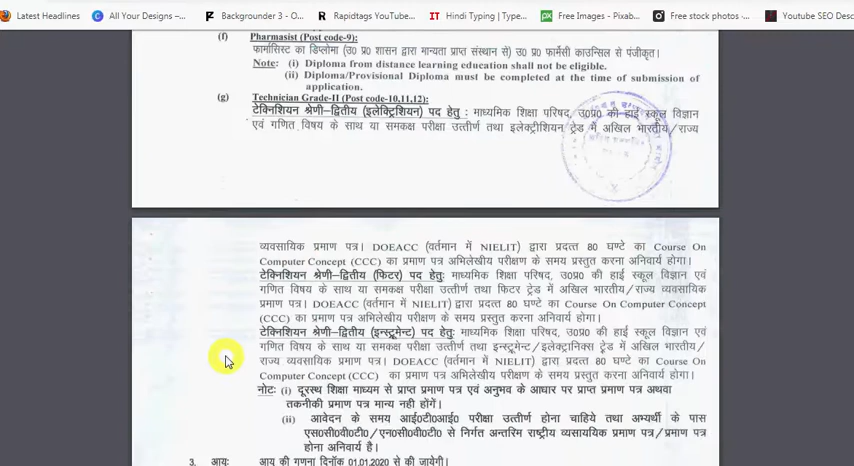 Latest Headlines All Your Designs –... Backgrounder 3 - O... Rapidtags YouTube... Hindi Typing | Type... Free Images - Pixab... Free stock photos ·... Youtube SEO Desc
(f) Pharmasist (Post code-9):
फार्मासिस्ट का डिप्लोमा (उ० प्र० शासन द्वारा मान्यता प्राप्त संस्थान से) उ० प्र० फार्मेसी काउन्सिल से पंजीकृत।
Note: (i) Diploma from distance learning education shall not be eligible.
(ii) Diploma/Provisional Diploma must be completed at the time of submission of
application.
(g) Technician Grade-II (Post code-10,11,12):
टेक्निशियन श्रेणी–द्वितीय (इलेक्ट्रिशियन) पद हेतु : माध्यमिक शिक्षा परिषद, उ0प्र0 की हाई स्कूल विज्ञान
एवं गणित विषय के साथ या समकक्ष परीक्षा उत्तीर्ण तथा इलेक्ट्रीशियन ट्रेड में अखिल भारतीय/राज्य
व्यवसायिक प्रमाण पत्र। DOEACC (वर्तमान में NIELIT) द्वारा प्रदत्त 80 घण्टे का Course On
Computer Concept (CCC) का प्रमाण पत्र अभिलेखीय परीक्षण के समय प्रस्तुत करना अनिवार्य होगा।
टेक्निशियन श्रेणी–द्वितीय (फिटर) पद हेतुः माध्यमिक शिक्षा परिषद, उ0प्र0 की हाई स्कूल विज्ञान एवं
गणित विषय के साथ या समकक्ष परीक्षा उत्तीर्ण तथा फिटर ट्रेड में अखिल भारतीय/राज्य व्यवसायिक
प्रमाण पत्र। DOEACC (वर्तमान में NIELIT) द्वारा प्रदत्त 80 घण्टे का Course On Computer Concept
(CCC) का प्रमाण पत्र अभिलेखीय परीक्षण के समय प्रस्तुत करना अनिवार्य होगा।
टेक्निशियन श्रेणी–द्वितीय (इन्स्ट्रूमेन्ट) पद हेतुः माध्यमिक शिक्षा परिषद, उ0प्र0 की हाई स्कूल विज्ञान
एवं गणित विषय के साथ या समकक्ष परीक्षा उत्तीर्ण तथा इन्स्ट्रूमेन्ट/इलेक्ट्रानिक्स ट्रेड में अखिल भारतीय/
राज्य व्यवसायिक प्रमाण पत्र। DOEACC (वर्तमान में NIELIT) द्वारा प्रदत्त 80 घण्टे का Course On
Computer Concept (CCC) का प्रमाण पत्र अभिलेखीय परीक्षण के समय प्रस्तुत करना अनिवार्य होगा।
नोटः (i) दूरस्थ शिक्षा माध्यम से प्राप्त प्रमाण पत्र एवं अनुभव के आधार पर प्राप्त प्रमाण पत्र अथवा
तकनीकी प्रमाण पत्र मान्य नही होंगें।
(ii) आवेदन के समय आई0टी0आई0 परीक्षा उत्तीर्ण होना चाहिये तथा अभ्यर्थी के पास
एस0सी0वी0टी0/एन0सी0वी0टी0 से निर्गत अन्तरिम राष्ट्रीय व्यवसायिक प्रमाण पत्र/प्रमाण पत्र
होना अनिवार्य है।
3. आयुः आयु की गणना दिनाँक 01.01.2020 से की जायेगी।